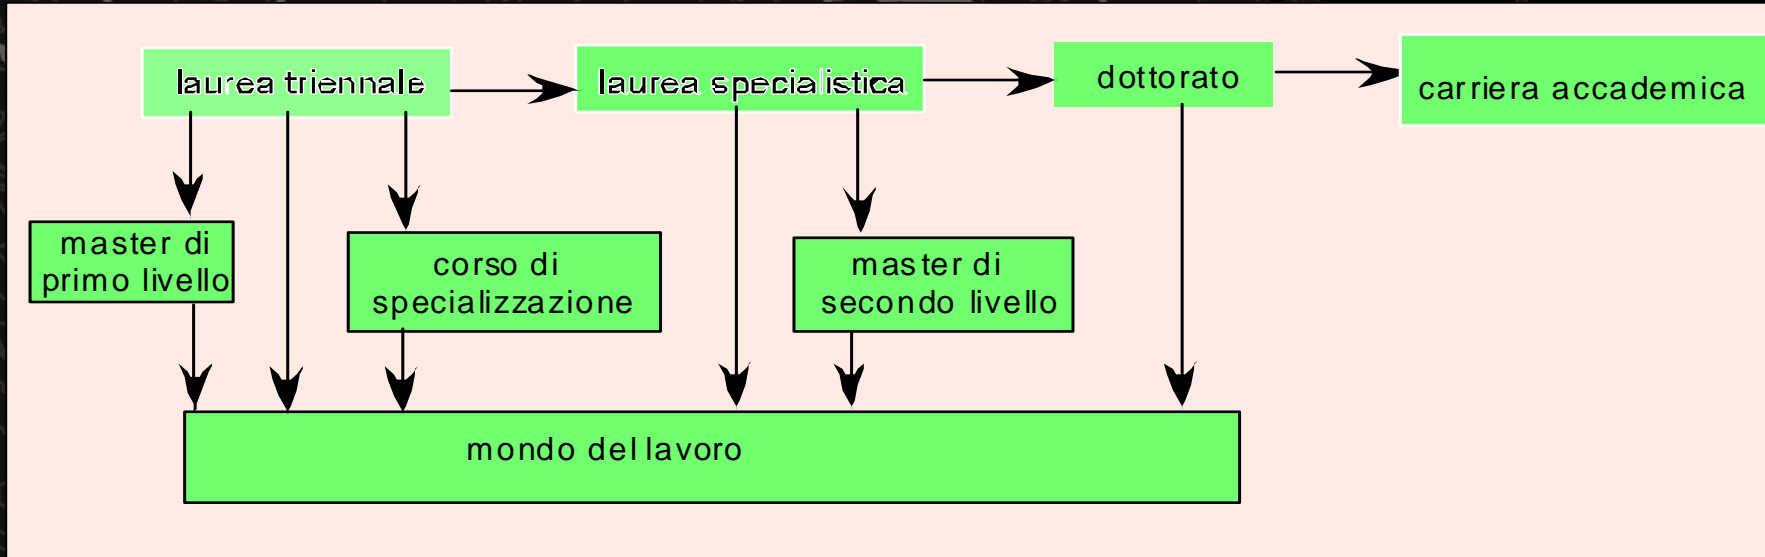 laurea triennale
laurea specialistica
dottorato
carriera accademica
master di
primo livello
corso di
specializzazione
master di
secondo livello
mondo del lavoro